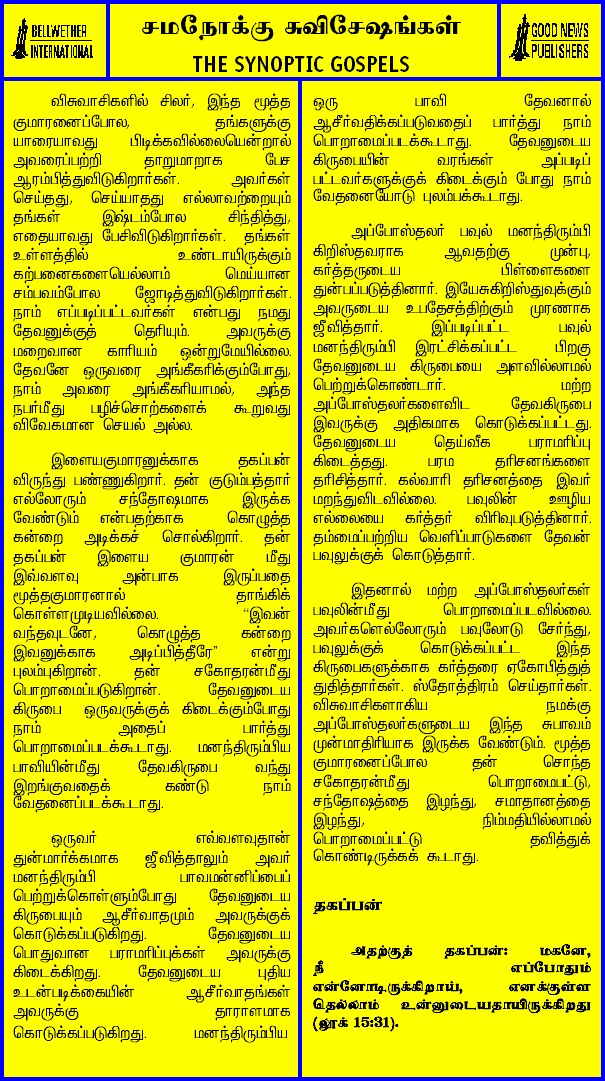 BELLWETHER
INTERNATIONAL
சமநோக்கு சுவிசேஷங்கள்
THE SYNOPTIC GOSPELS
GOOD NEWS
PUBLISHERS
விசுவாசிகளில் சிலர், இந்த மூத்த
குமாரனைப்போல, தங்களுக்கு
யாரையாவது பிடிக்கவில்லையென்றால்
அவரைப்பற்றி தாறுமாறாக பேச
ஆரம்பித்துவிடுகிறார்கள். அவர்கள்
செய்தது, செய்யாதது எல்லாவற்றையும்
தங்கள் இஷ்டம்போல சிந்தித்து,
எதையாவது பேசிவிடுகிறார்கள். தங்கள்
உள்ளத்தில் உண்டாயிருக்கும்
கற்பனைகளையெல்லாம் மெய்யான
சம்பவம்போல ஜோடித்துவிடுகிறார்கள்.
நாம் எப்படிப்பட்டவர்கள் என்பது நமது
தேவனுக்குத் தெரியும். அவருக்கு
மறைவான காரியம் ஒன்றுமேயில்லை.
தேவனே ஒருவரை அங்கீகரிக்கும்போது,
நாம் அவரை அங்கீகரியாமல், அந்த
நபர்மீது பழிச்சொற்களைக் கூறுவது
விவேகமான செயல் அல்ல.
இளையகுமாரனுக்காக தகப்பன்
விருந்து பண்ணுகிறார். தன் குடும்பத்தார்
எல்லோரும் சந்தோஷமாக இருக்க
வேண்டும் என்பதற்காக கொழுத்த
கன்றை அடிக்கச் சொல்கிறார். தன்
தகப்பன் இளைய குமாரன் மீது
இவ்வளவு அன்பாக இருப்பதை
மூத்தகுமாரனால் தாங்கிக்
கொள்ளமுடியவில்லை. “இவன்
வந்தவுடனே, கொழுத்த கன்றை
இவனுக்காக அடிப்பித்தீரே” என்று
புலம்புகிறான். தன் சகோதரன்மீது
பொறாமைப்படுகிறான். தேவனுடைய
கிருபை ஒருவருக்குக் கிடைக்கும்போது
நாம் அதைப் பார்த்து
பொறாமைப்படக்கூடாது. மனந்திரும்பிய
பாவியின்மீது தேவகிருபை வந்து
இறங்குவதைக் கண்டு நாம்
வேதனைப்படக்கூடாது.
ஒருவர் எவ்வளவுதான்
துன்மார்க்கமாக ஜீவித்தாலும் அவர்
மனந்திரும்பி பாவமன்னிப்பைப்
பெற்றுக்கொள்ளும்போது தேவனுடைய
கிருபையும் ஆசீர்வாதமும் அவருக்குக்
கொடுக்கப்படுகிறது. தேவனுடைய
பொதுவான பராமரிப்புக்கள் அவருக்கு
கிடைக்கிறது. தேவனுடைய புதிய
உடன்படிக்கையின் ஆசீர்வாதங்கள்
அவருக்கு தாராளமாக
கொடுக்கப்படுகிறது. மனந்திரும்பிய
ஒரு பாவி தேவனால்
ஆசீர்வதிக்கப்படுவதைப் பார்த்து நாம்
பொறாமைப்படக்கூடாது. தேவனுடைய
கிருபையின் வரங்கள் அப்படிப்
பட்டவர்களுக்குக் கிடைக்கும் போது நாம்
வேதனையோடு புலம்பக்கூடாது.
அப்போஸ்தலர் பவுல் மனந்திரும்பி
கிறிஸ்தவராக ஆவதற்கு முன்பு,
கர்த்தருடைய பிள்ளைகளை
துன்பப்படுத்தினார். இயேசுகிறிஸ்துவுக்கும்
அவருடைய உபதேசத்திற்கும் முரணாக
ஜீவித்தார். இப்படிப்பட்ட பவுல்
மனந்திரும்பி இரட்சிக்கப்பட்ட பிறகு
தேவனுடைய கிருபையை அளவில்லாமல்
பெற்றுக்கொண்டார். மற்ற
அப்போஸ்தலர்களைவிட தேவகிருபை
இவருக்கு அதிகமாக கொடுக்கப்பட்டது.
தேவனுடைய தெய்வீக பராமரிப்பு
கிடைத்தது. பரம தரிசனங்களை
தரிசித்தார். கல்வாரி தரிசனத்தை இவர்
மறந்துவிடவில்லை. பவுலின் ஊழிய
எல்லையை கர்த்தர் விரிவுபடுத்தினார்.
தம்மைப்பற்றிய வெளிப்பாடுகளை தேவன்
பவுலுக்குக் கொடுத்தார்.
இதனால் மற்ற அப்போஸ்தலர்கள்
பவுலின்மீது பொறாமைப்படவில்லை.
அவர்களெல்லோரும் பவுலோடு சேர்ந்து,
பவுலுக்குக் கொடுக்கப்பட்ட இந்த
கிருபைகளுக்காக கர்த்தரை ஏகோபித்துத்
துதித்தார்கள். ஸ்தோத்திரம் செய்தார்கள்.
விசுவாசிகளாகிய நமக்கு
அப்போஸ்தலர்களுடைய இந்த சுபாவம்
முன்மாதிரியாக இருக்க வேண்டும். மூத்த
குமாரனைப்போல தன் சொந்த
சகோதரன்மீது பொறாமைபட்டு,
சந்தோஷத்தை இழந்து, சமாதானத்தை
இழந்து, நிம்மதியில்லாமல்
பொறாமைப்பட்டு தவித்துக்
கொண்டிருக்கக் கூடாது.
தகப்பன்
அதற்குத் தகப்பன்: மகனே,
நீ எப்போதும்
என்னோடிருக்கிறாய், எனக்குள்ள
தெல்லாம் உன்னுடையதாயிருக்கிறது
(லூக் 15:31).